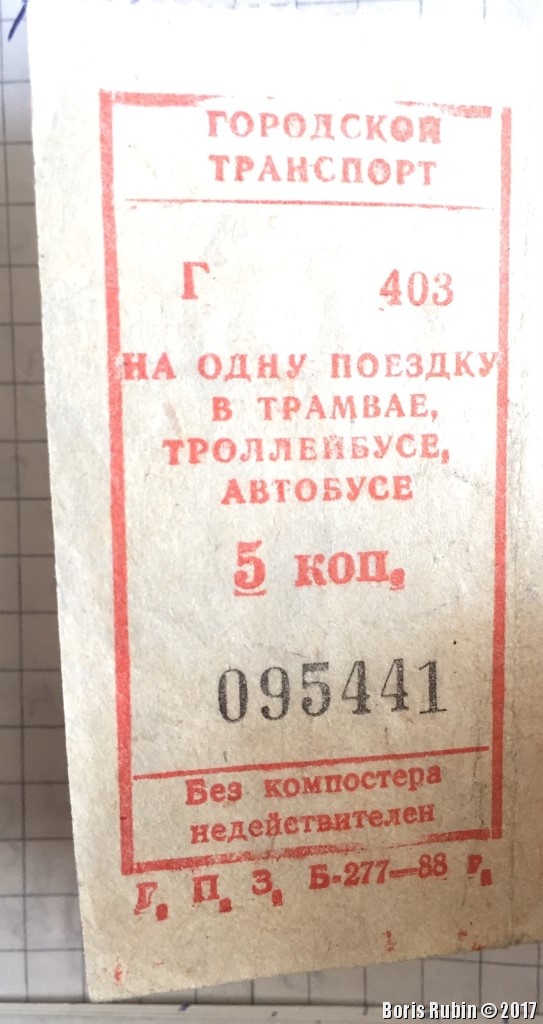 ГОРОДСКОЙ
ТРАНСПОРТ
Г 403
НА ОДНУ ПОЕЗДКУ
В ТРАМВАЕ,
ТРОЛЛЕЙБУСЕ,
АВТОБУСЕ
5 коп.
095441
Без компостера
недействителен
Г. П. З. Б-277—88 г.
Boris Rubin © 2017